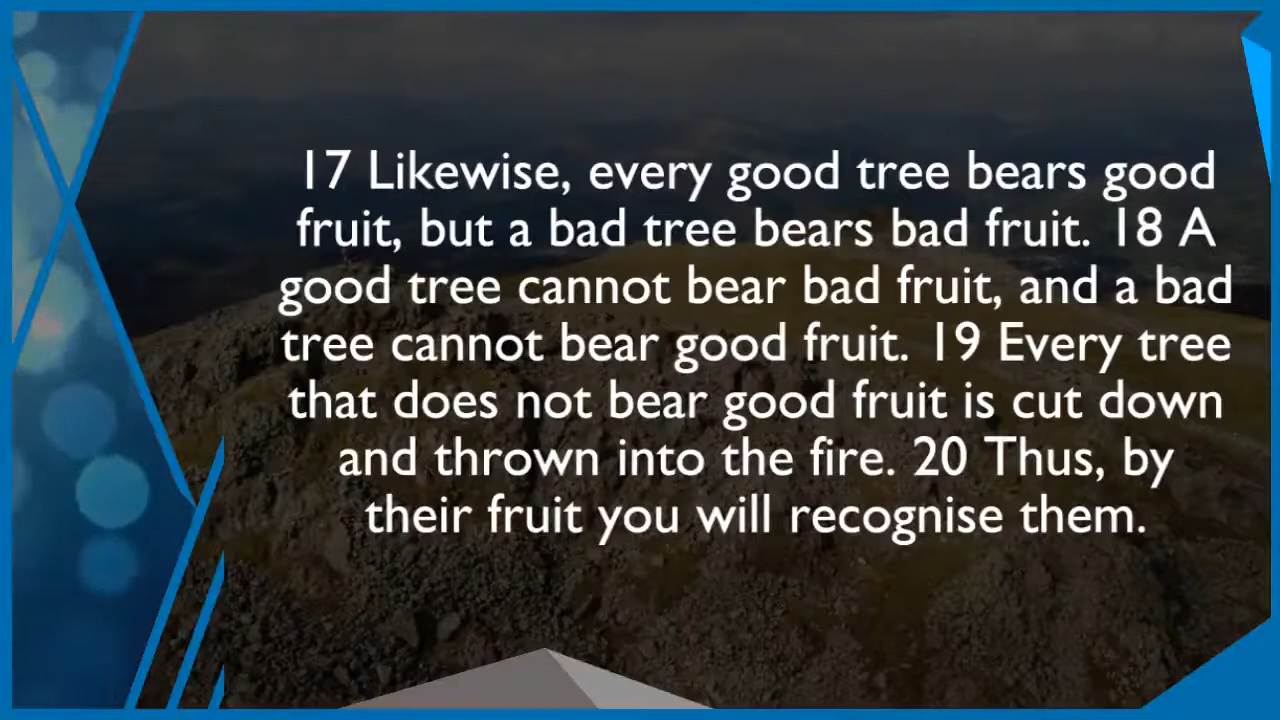 17 Likewise, every good tree bears good
fruit, but a bad tree bears bad fruit. 18 A
good tree cannot bear bad fruit, and a bad
tree cannot bear good fruit. 19 Every tree
that does not bear good fruit is cut down
and thrown into the fire. 20 Thus, by
their fruit you will recognise them.